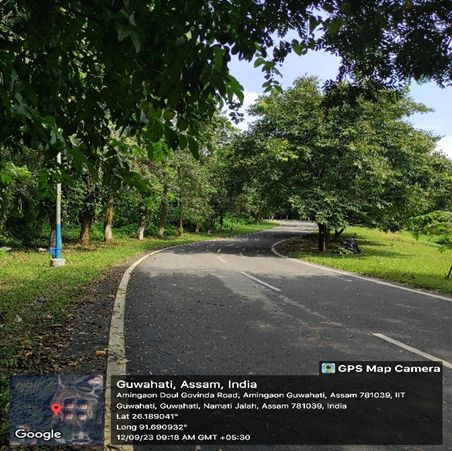 GPS Map Camera
Guwahati, Assam, India
Amingaon Doul Govinda Road, Amingaon Guwahati, Assam 781039, IIT
Guwahati, Guwahati, Namati Jalah, Assam 781039, India
Lat 26.189041°
Long 91.690932°
12/09/23 09:18 AM GMT +05:30
Google